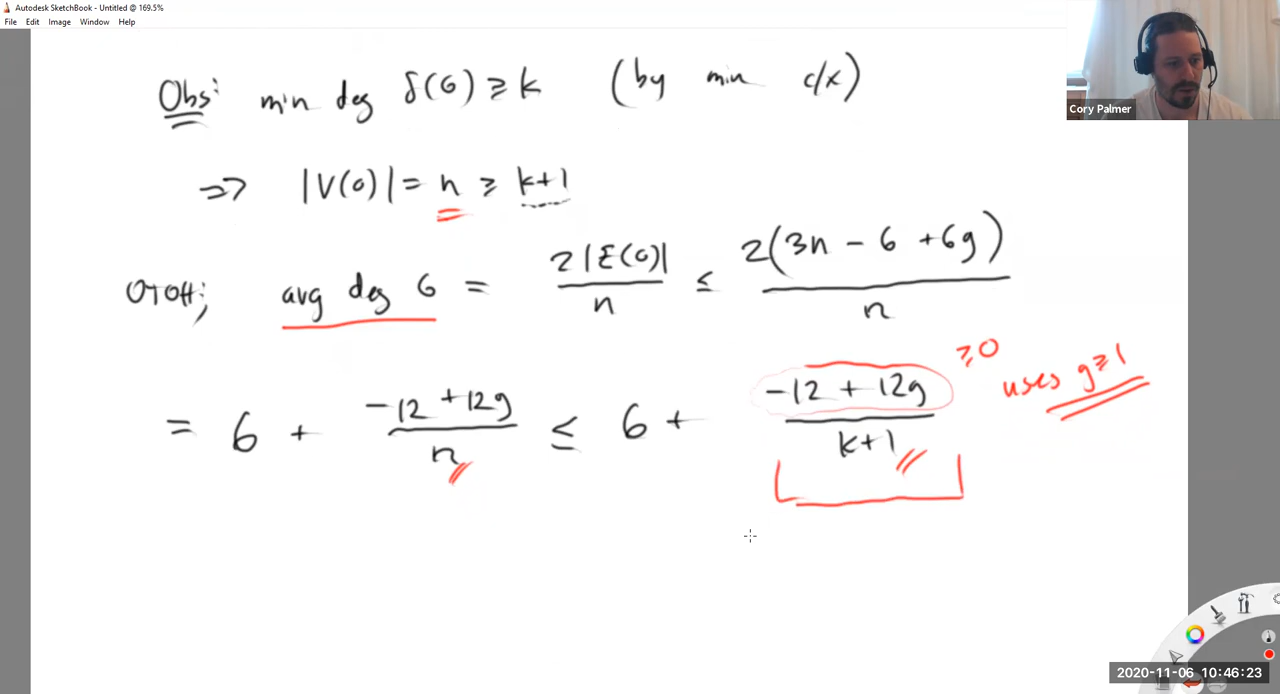 Autodesk SketchBook - Untitled @ 169.5%
File Edit Image Window Help
Cory Palmer
Obs: min deg δ(G) ≥ k (by min c/x)
⇒ |V(G)| = n ≥ k+1
OTOH; avg deg G = 2|E(G)| / n ≤ 2(3n - 6 + 6g) / n
= 6 + (-12 + 12g) / n ≤ 6 + (-12 + 12g) / (k+1)
≥0 uses g≥1
2020-11-06 10:46:23